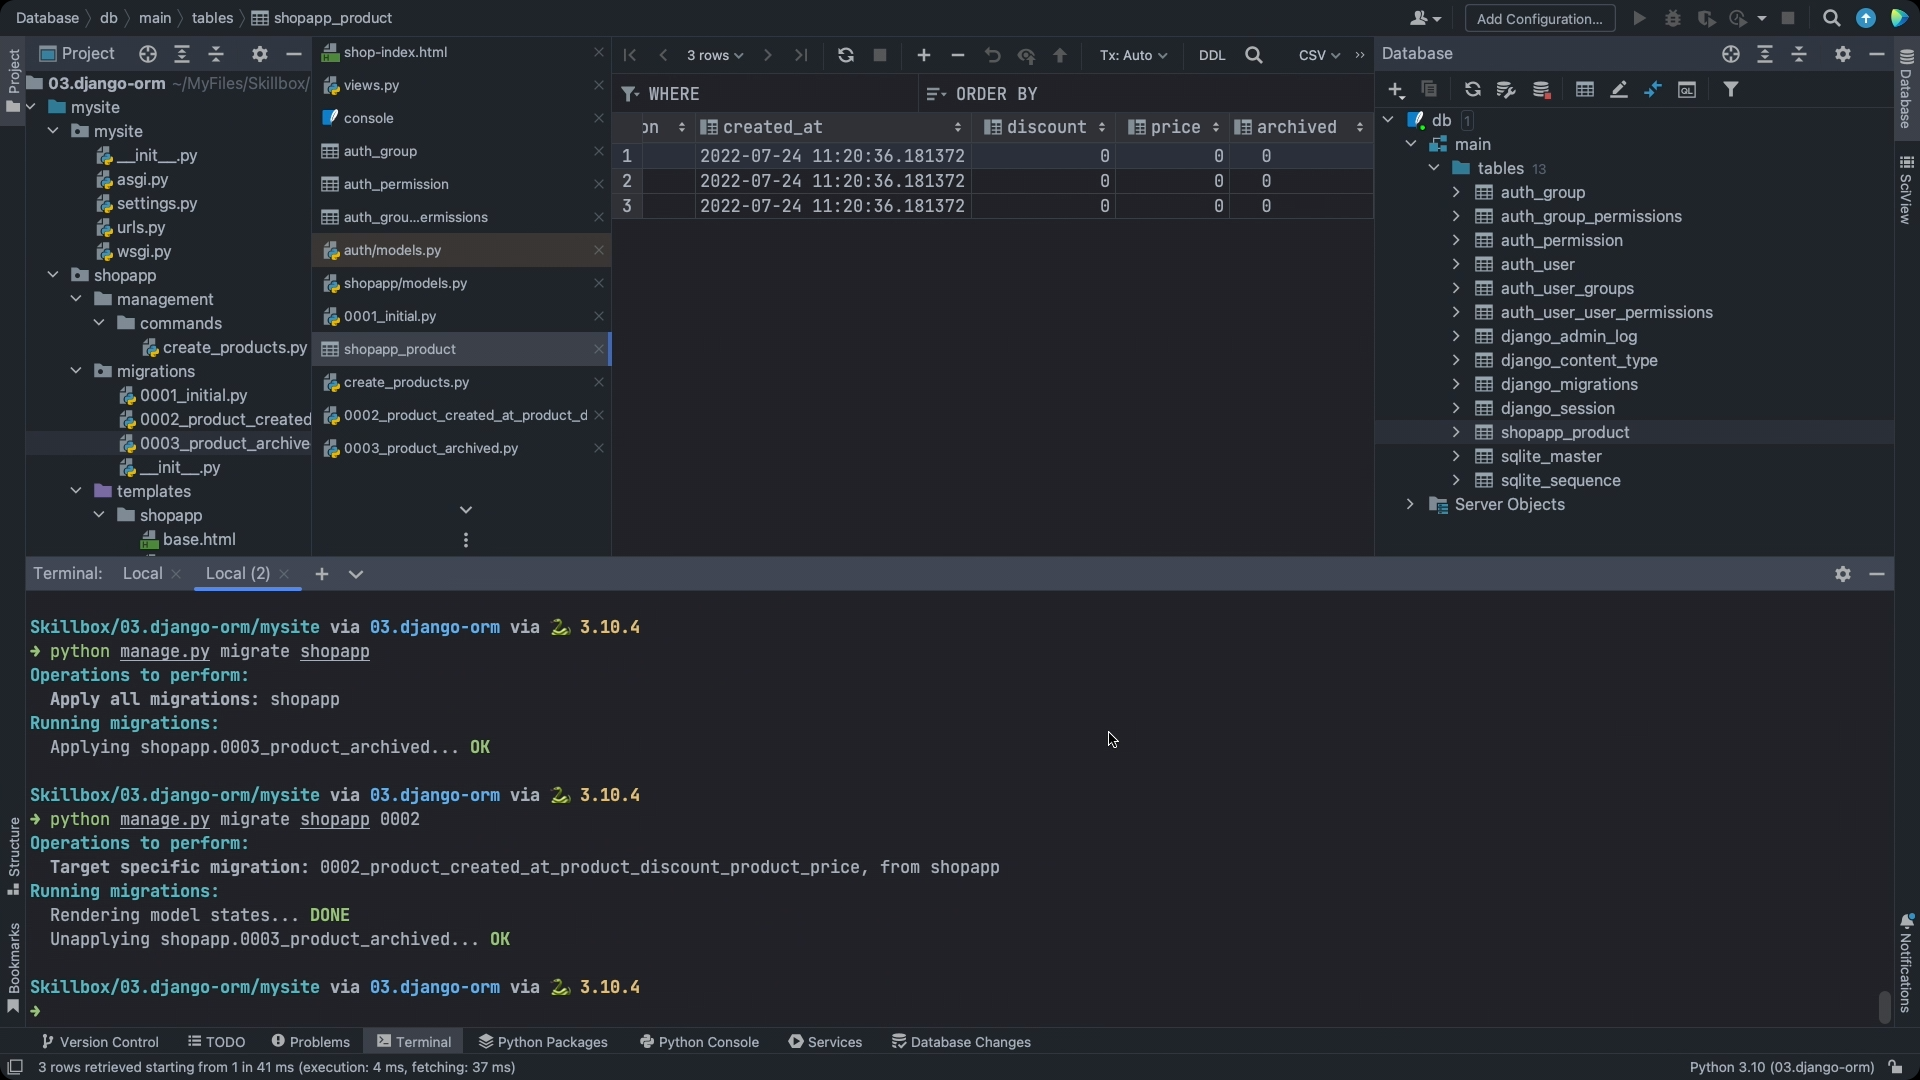 Database db main tables shopapp_product
Add Configuration...
Project
Project
03.django-orm ~/MyFiles/Skillbox/
mysite
mysite
__init__.py
asgi.py
settings.py
urls.py
wsgi.py
shopapp
management
commands
create_products.py
migrations
0001_initial.py
0002_product_created
0003_product_archive
__init__.py
templates
shopapp
base.html
shop-index.html
views.py
console
auth_group
auth_permission
auth_grou...ermissions
auth/models.py
shopapp/models.py
0001_initial.py
shopapp_product
create_products.py
0002_product_created_at_product_d
0003_product_archived.py
3 rows
Tx: Auto
DDL
CSV
WHERE
ORDER BY
on created_at discount price archived
1 2022-07-24 11:20:36.181372 0 0 0
2 2022-07-24 11:20:36.181372 0 0 0
3 2022-07-24 11:20:36.181372 0 0 0
Database
QL
db 1
main
tables 13
auth_group
auth_group_permissions
auth_permission
auth_user
auth_user_groups
auth_user_user_permissions
django_admin_log
django_content_type
django_migrations
django_session
shopapp_product
sqlite_master
sqlite_sequence
Server Objects
Database
SciView
Notifications
Structure
Bookmarks
Terminal: Local Local (2)
Skillbox/03.django-orm/mysite via 03.django-orm via 🐍 3.10.4
➜ python manage.py migrate shopapp
Operations to perform:
Apply all migrations: shopapp
Running migrations:
Applying shopapp.0003_product_archived... OK
Skillbox/03.django-orm/mysite via 03.django-orm via 🐍 3.10.4
➜ python manage.py migrate shopapp 0002
Operations to perform:
Target specific migration: 0002_product_created_at_product_discount_product_price, from shopapp
Running migrations:
Rendering model states... DONE
Unapplying shopapp.0003_product_archived... OK
Skillbox/03.django-orm/mysite via 03.django-orm via 🐍 3.10.4
➜
Version Control TODO Problems Terminal Python Packages Python Console Services Database Changes
3 rows retrieved starting from 1 in 41 ms (execution: 4 ms, fetching: 37 ms)
Python 3.10 (03.django-orm)